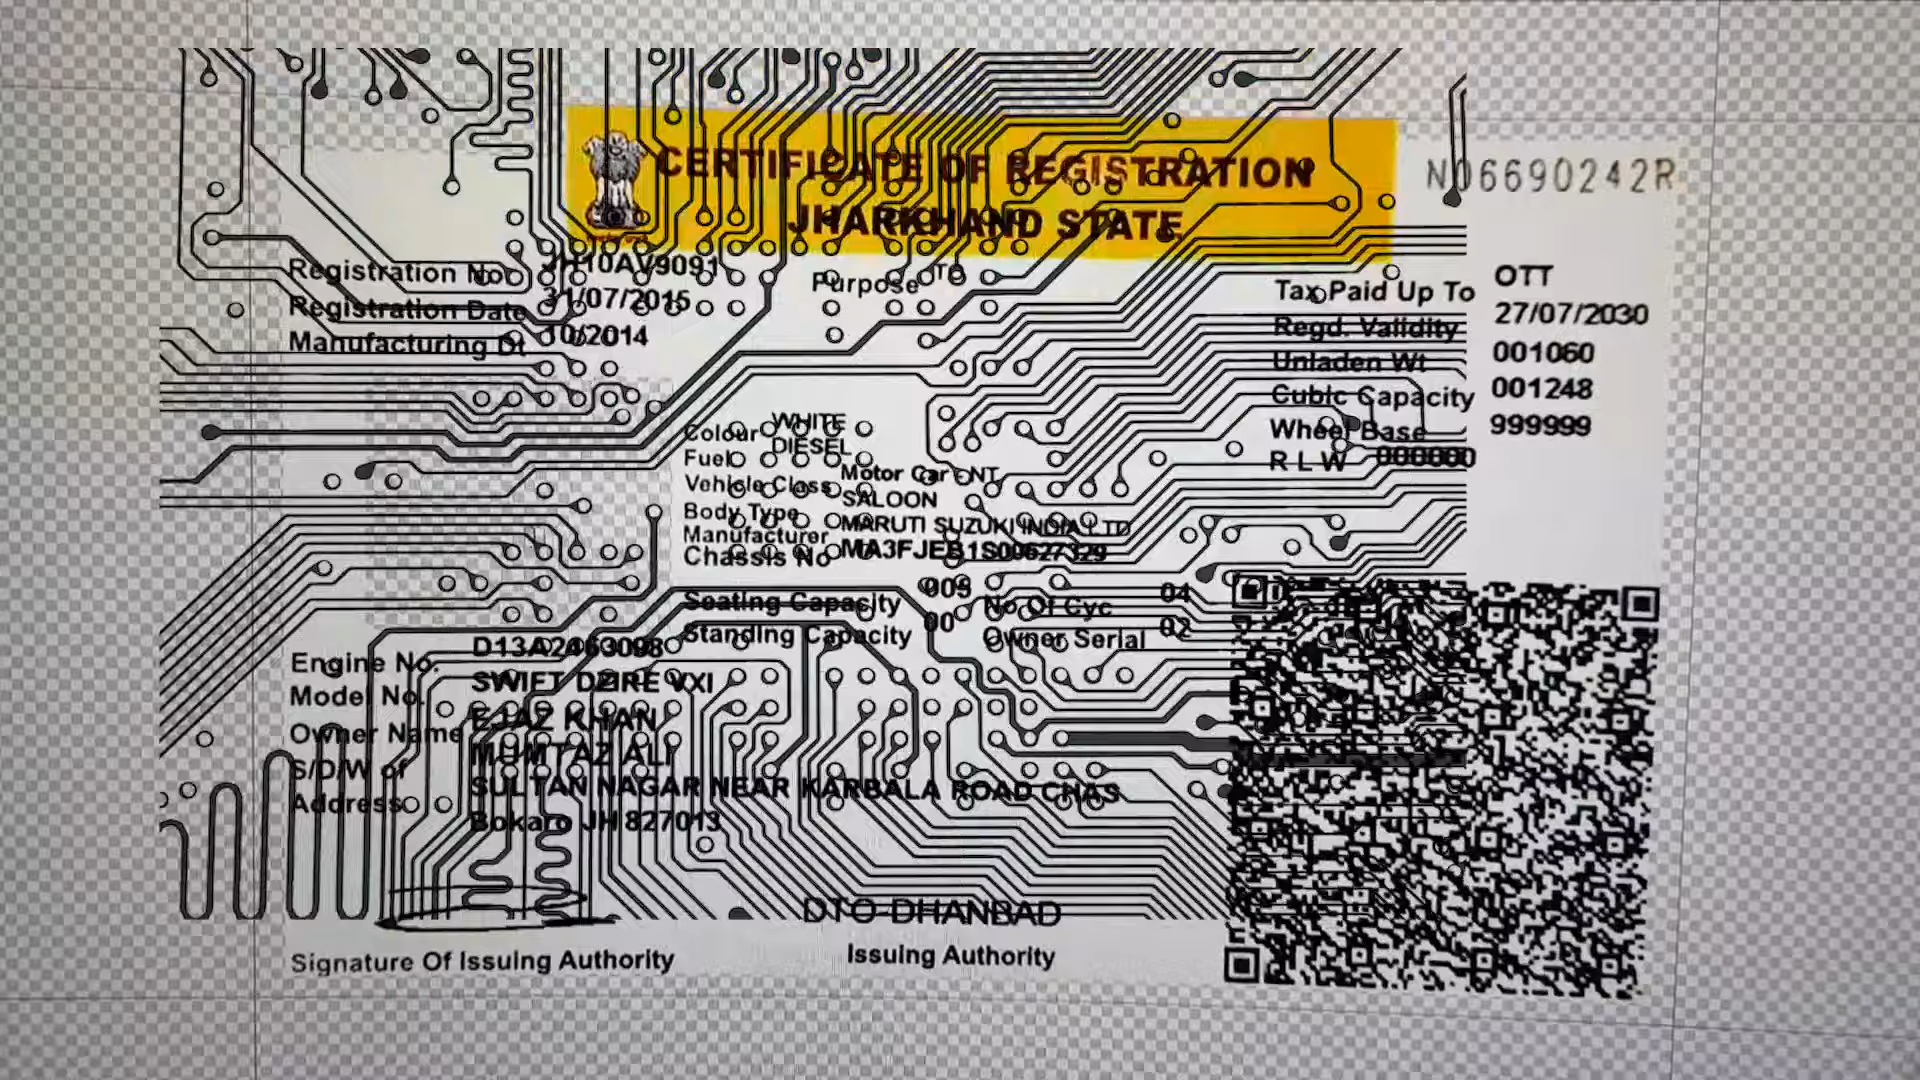 CERTIFICATE OF REGISTRATION
JHARKHAND STATE
N06690242R
Registration No. JH10AV9091
Registration Date 31/07/2015
Manufacturing Dt 10/2014
Purpose TO
Tax Paid Up To OTT
Regd. Validity 27/07/2030
Unladen Wt 001060
Cubic Capacity 001248
Wheel Base 999999
R L W 000000
Colour WHITE
Fuel DIESEL
Vehicle Class Motor Car NT
Body Type SALOON
Manufacturer MARUTI SUZUKI INDIA LTD
Chassis No MA3FJEB1S00627329
Seating Capacity 005
Standing Capacity 00
No Of Cyc 04
Owner Serial 02
Engine No. D13A2463098
Model No. SWIFT DZIRE VXI
Owner Name EJAZ KHAN
S/D/W of MUMTAZ ALI
Address SULTAN NAGAR NEAR KARBALA ROAD CHAS
Bokaro JH 827013
DTO DHANBAD
Signature Of Issuing Authority
Issuing Authority